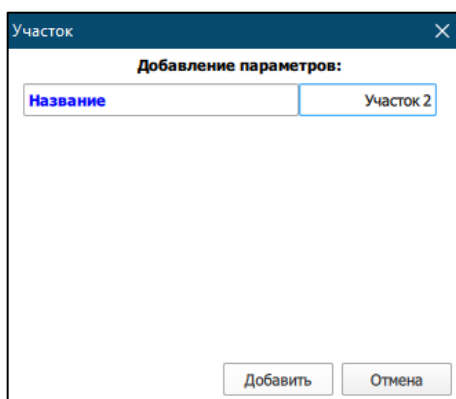 Участок
Добавление параметров:
Название Участок 2
Добавить Отмена